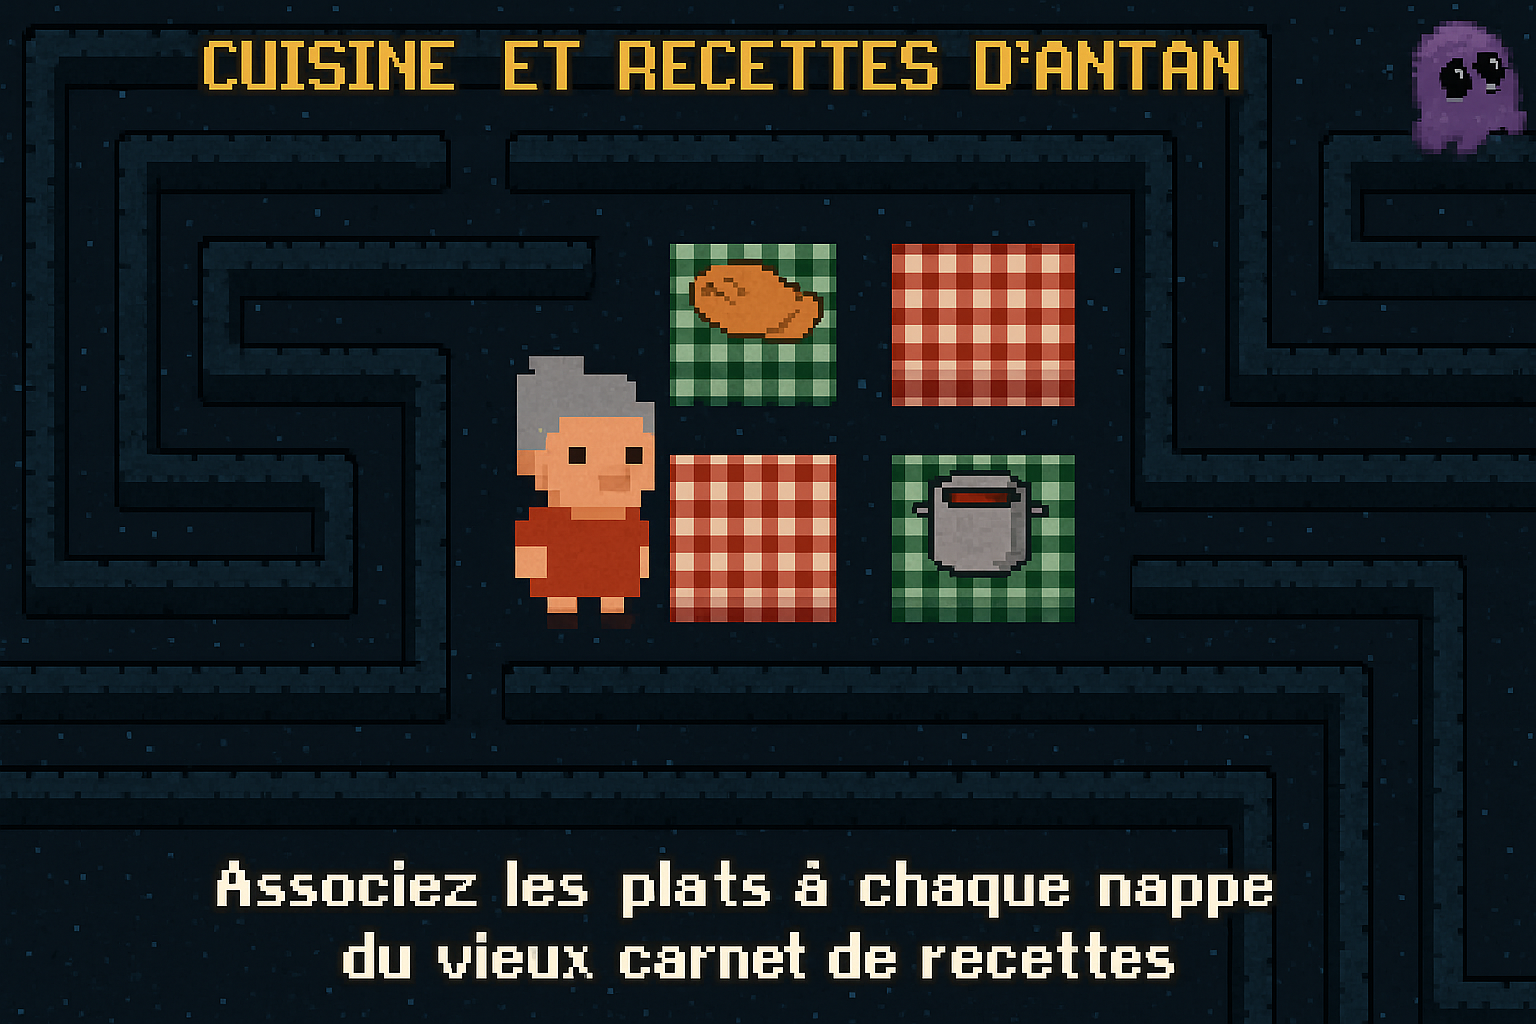 CUISINE ET RECETTES D'ANTAN
Associez les plats à chaque nappe
du vieux carnet de recettes